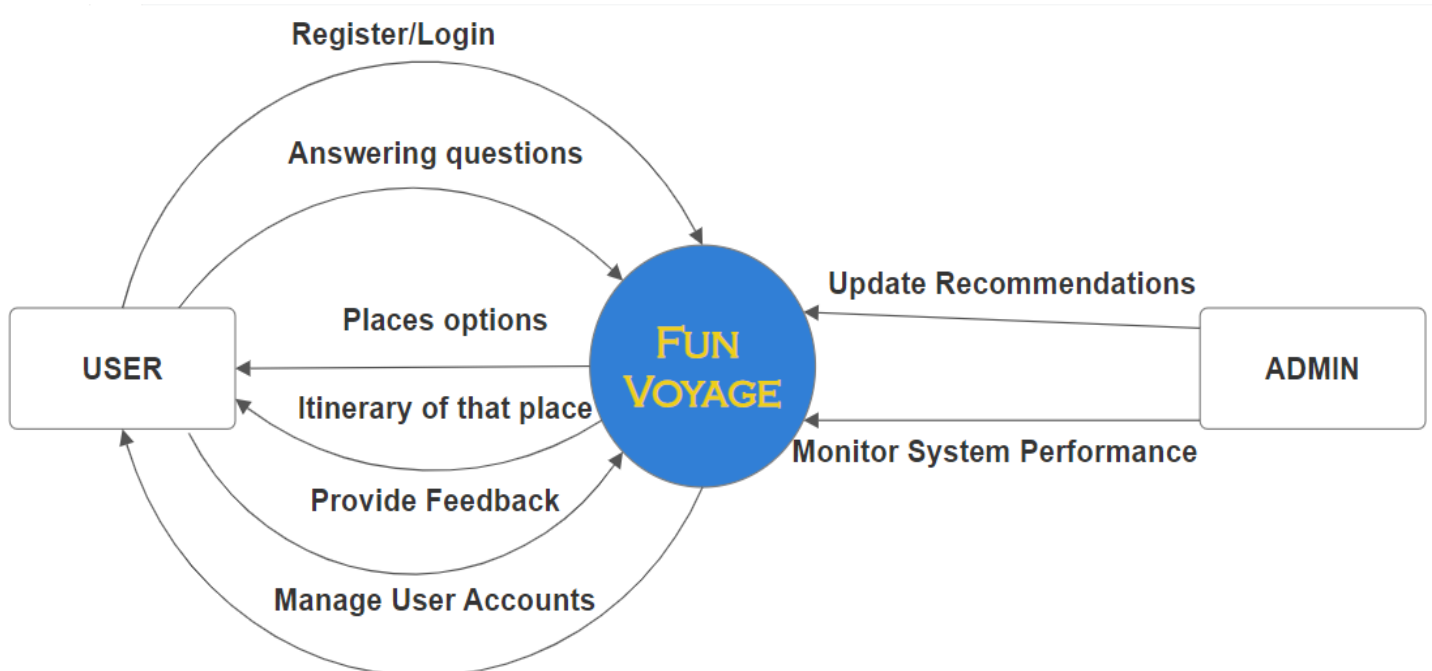 Register/Login
Answering questions
Update Recommendations
Places options
FUN
VOYAGE
USER
ADMIN
Itinerary of that place
Monitor System Performance
Provide Feedback
Manage User Accounts